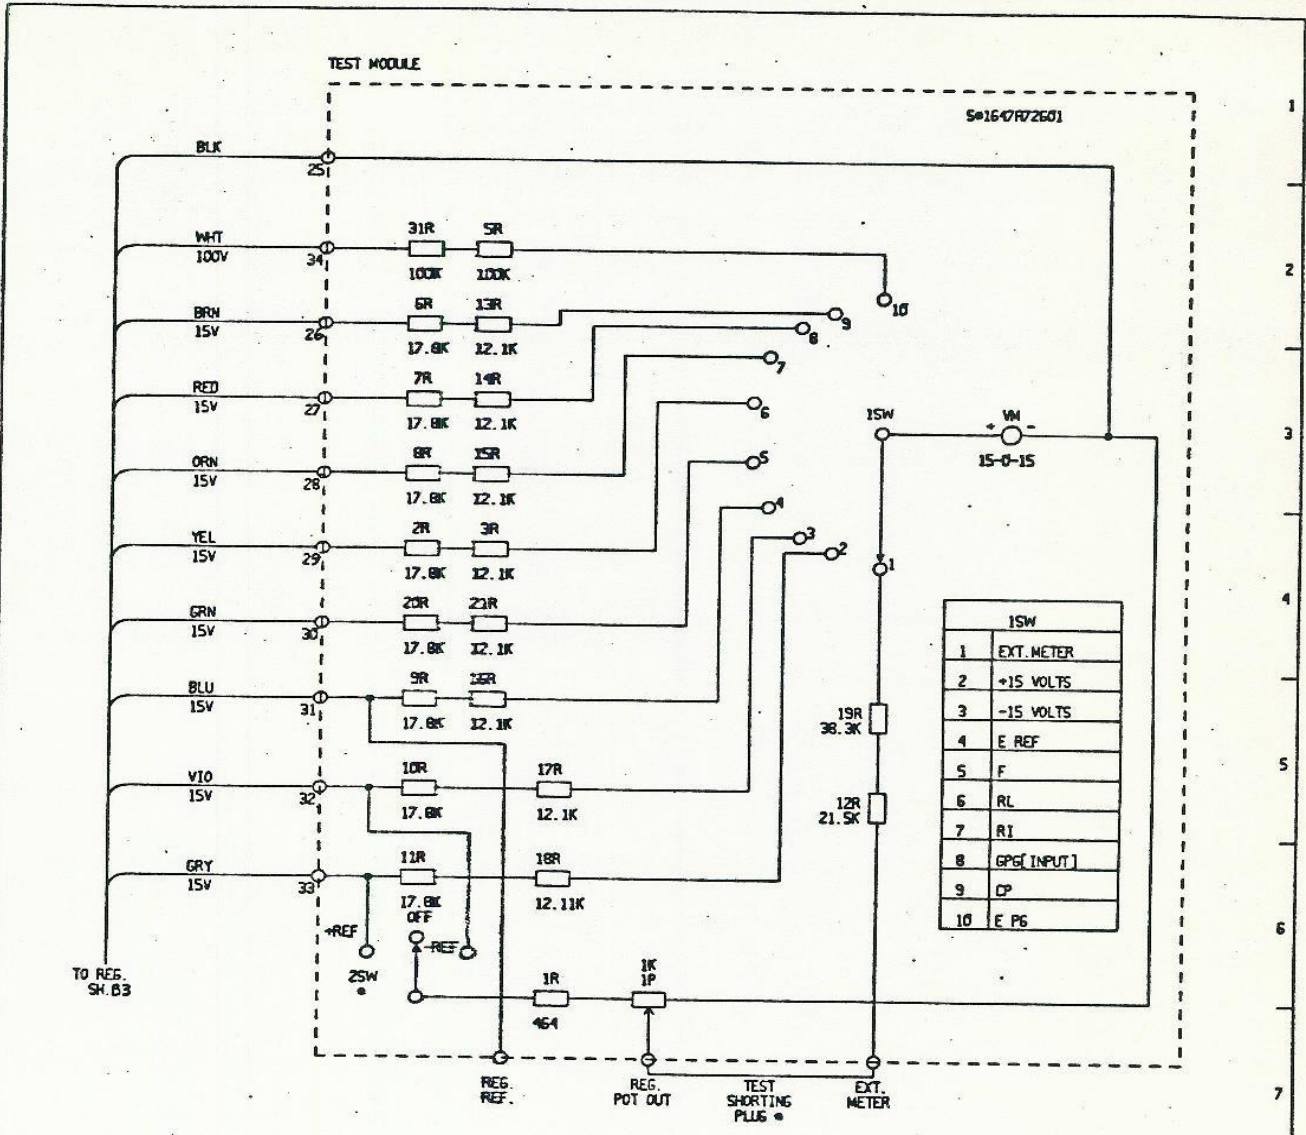 TEST MODULE
S#1647A72G01
1
BLK
25
WHT
100V
34
31R
100K
5R
100K
10
2
BRN
15V
26
6R
17.8K
13R
12.1K
9
8
RED
15V
27
7R
17.8K
14R
12.1K
7
6
1SW
+ VM -
15-0-15
3
ORN
15V
28
8R
17.8K
15R
12.1K
5
4
YEL
15V
29
2R
17.8K
3R
12.1K
3
2
1
4
GRN
15V
30
20R
17.8K
21R
12.1K
1SW
1 EXT.METER
2 +15 VOLTS
3 -15 VOLTS
4 E REF
5 F
6 RL
7 RI
8 GPG[INPUT]
9 CP
10 E PG
BLU
15V
31
9R
17.8K
16R
12.1K
19R
38.3K
12R
21.5K
5
VIO
15V
32
10R
17.8K
17R
12.1K
GRY
15V
33
11R
17.8K
18R
12.11K
OFF
+REF
-REF
2SW
*
6
TO REG.
SH.B3
1R
464
1K
1P
REG.
REF.
REG.
POT OUT
TEST
SHORTING
PLUG *
EXT.
METER
7